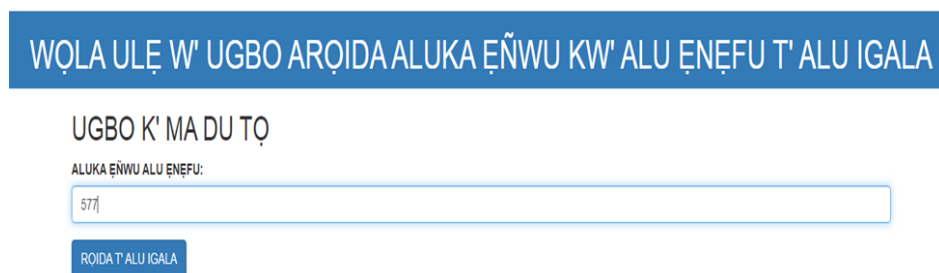 WỌLA ULẸ W' UGBO ARỌIDA ALUKA ẸÑWU KW' ALU ẸNẸFU T' ALU IGALA
UGBO K' MA DU TỌ
ALUKA ẸÑWU ALU ẸNẸFU:
577
RỌIDA T' ALU IGALA